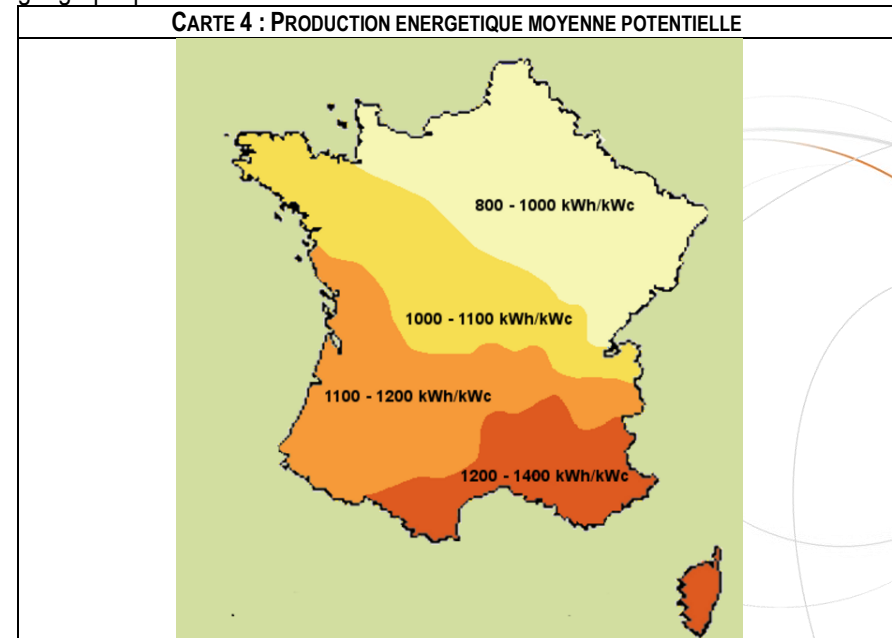 CARTE 4 : PRODUCTION ENERGETIQUE MOYENNE POTENTIELLE
800 - 1000 kWh/kWc
1000 - 1100 kWh/kWc
1100 - 1200 kWh/kWc
1200 - 1400 kWh/kWc